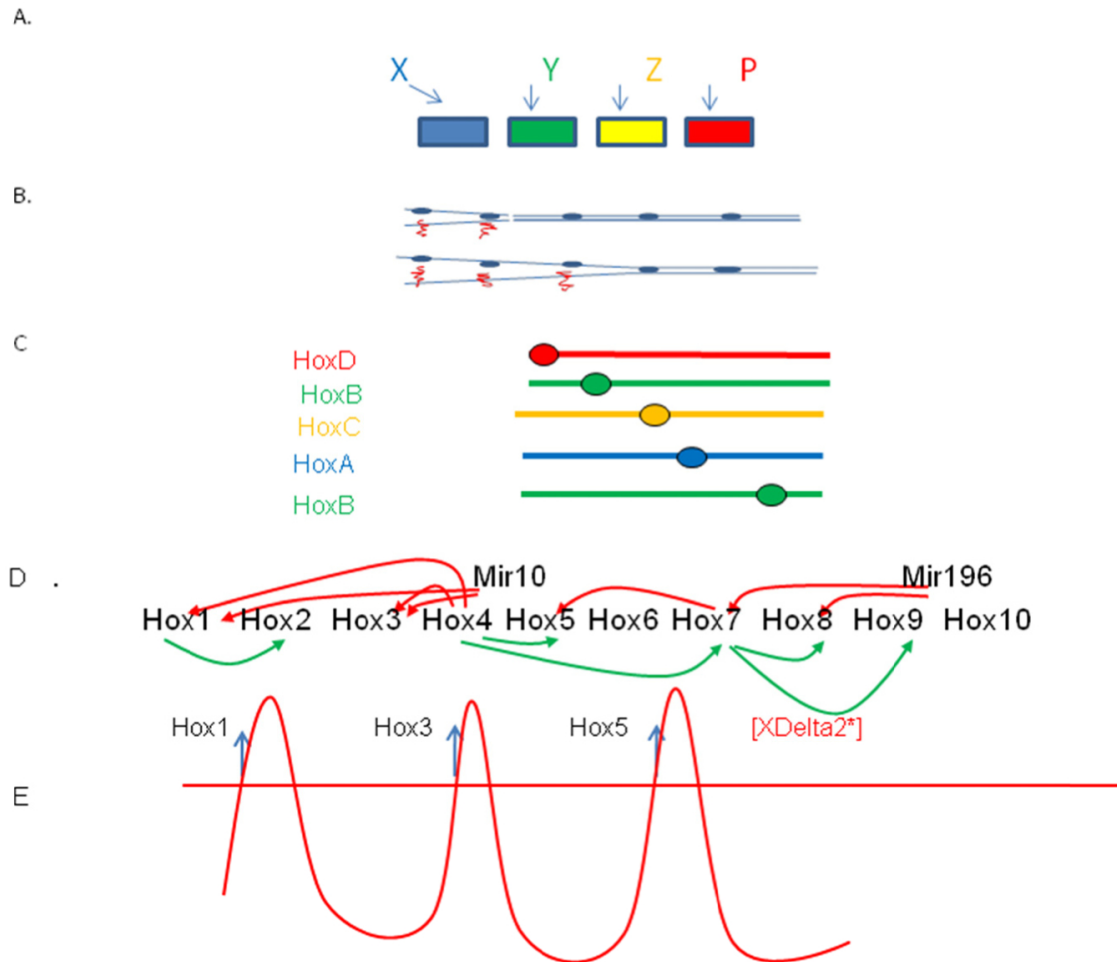 A.
X Y Z P
B.
C
HoxD
HoxB
HoxC
HoxA
HoxB
D .
Mir10 Mir196
Hox1 Hox2 Hox3 Hox4 Hox5 Hox6 Hox7 Hox8 Hox9 Hox10
Hox1 Hox3 Hox5 [XDelta2*]
E